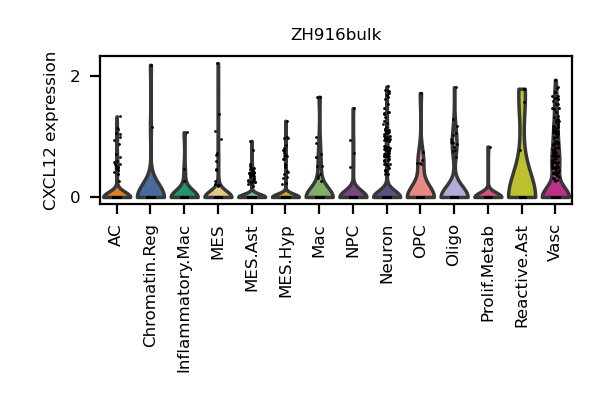 ZH916bulk
CXCL12 expression
2
0
AC
Chromatin.Reg
Inflammatory.Mac
MES
MES.Ast
MES.Hyp
Mac
NPC
Neuron
OPC
Oligo
Prolif.Metab
Reactive.Ast
Vasc